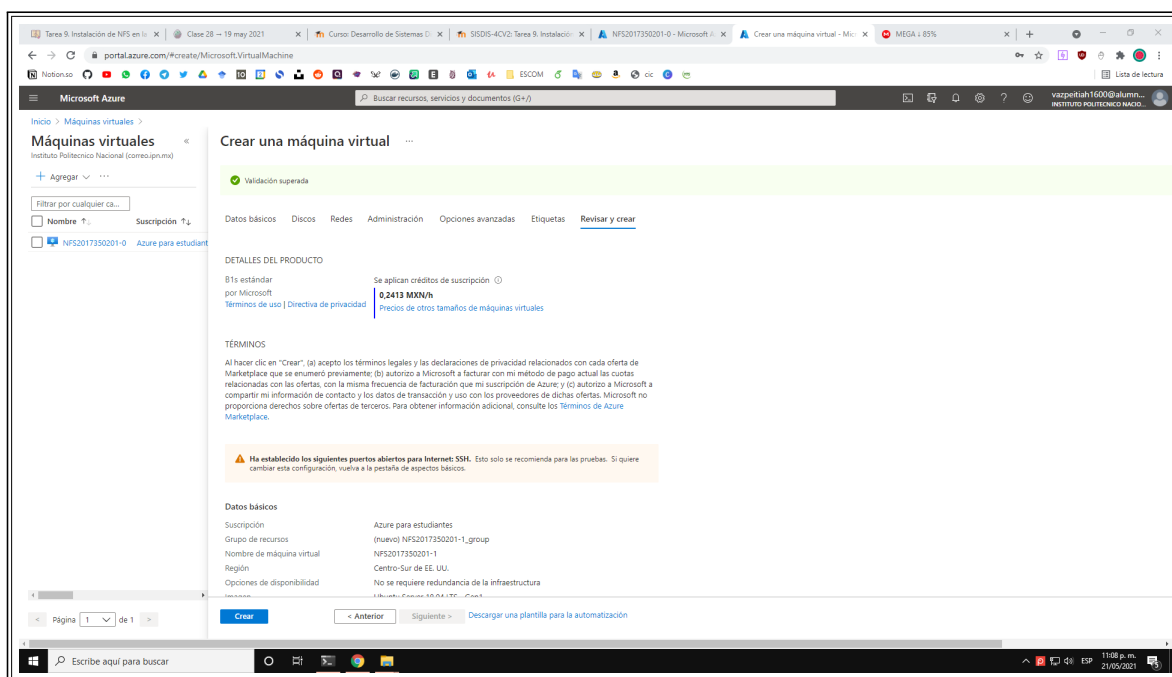 Tarea 9. Instalación de NFS en la
Clase 28 – 19 may 2021
Curso: Desarrollo de Sistemas D
SISDIS-4CV2: Tarea 9. Instalación
NFS2017350201-0 - Microsoft A
Crear una máquina virtual - Mic
MEGA ↓ 85%
portal.azure.com/#create/Microsoft.VirtualMachine
Notion.so
ESCOM
cic
Lista de lectura
Microsoft Azure
Buscar recursos, servicios y documentos (G+/)
vazpeitiah1600@alumn...
INSTITUTO POLITECNICO NACIO...
Inicio > Máquinas virtuales >
Máquinas virtuales «
Instituto Politecnico Nacional (correo.ipn.mx)
+ Agregar ...
Filtrar por cualquier ca...
Nombre ↑↓ Suscripción ↑↓
NFS2017350201-0 Azure para estudiant
< Página 1 de 1 >
Crear una máquina virtual ...
Validación superada
Datos básicos Discos Redes Administración Opciones avanzadas Etiquetas Revisar y crear
DETALLES DEL PRODUCTO
B1s estándar
por Microsoft
Términos de uso | Directiva de privacidad
Se aplican créditos de suscripción
0,2413 MXN/h
Precios de otros tamaños de máquinas virtuales
TÉRMINOS
Al hacer clic en "Crear", (a) acepto los términos legales y las declaraciones de privacidad relacionados con cada oferta de
Marketplace que se enumeró previamente; (b) autorizo a Microsoft a facturar con mi método de pago actual las cuotas
relacionadas con las ofertas, con la misma frecuencia de facturación que mi suscripción de Azure; y (c) autorizo a Microsoft a
compartir mi información de contacto y los datos de transacción y uso con los proveedores de dichas ofertas. Microsoft no
proporciona derechos sobre ofertas de terceros. Para obtener información adicional, consulte los Términos de Azure
Marketplace.
Ha establecido los siguientes puertos abiertos para Internet: SSH. Esto solo se recomienda para las pruebas. Si quiere
cambiar esta configuración, vuelva a la pestaña de aspectos básicos.
Datos básicos
Suscripción Azure para estudiantes
Grupo de recursos (nuevo) NFS2017350201-1_group
Nombre de máquina virtual NFS2017350201-1
Región Centro-Sur de EE. UU.
Opciones de disponibilidad No se requiere redundancia de la infraestructura
Imagen Ubuntu Server 18.04 LTS - Gen1
Crear < Anterior Siguiente > Descargar una plantilla para la automatización
Escribe aquí para buscar
ESP
11:08 p. m.
21/05/2021